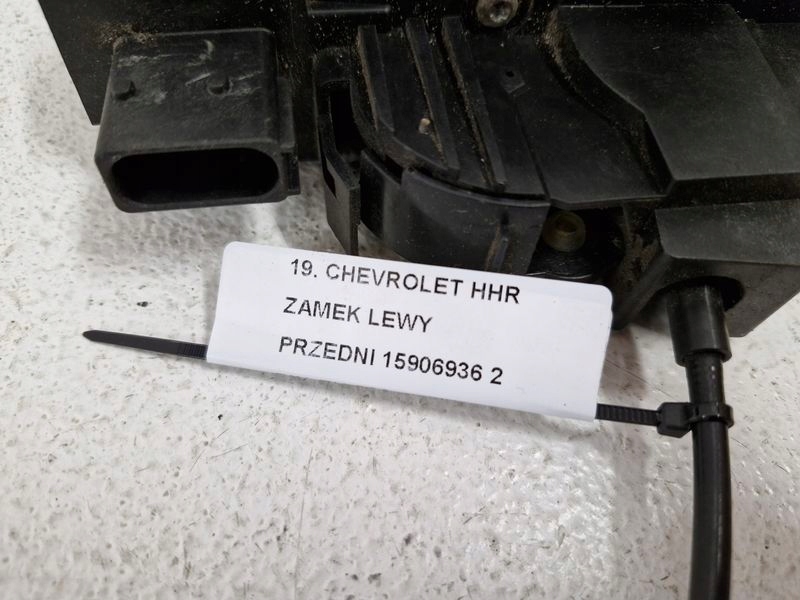 19. CHEVROLET HHR
ZAMEK LEWY
PRZEDNI 15906936 2